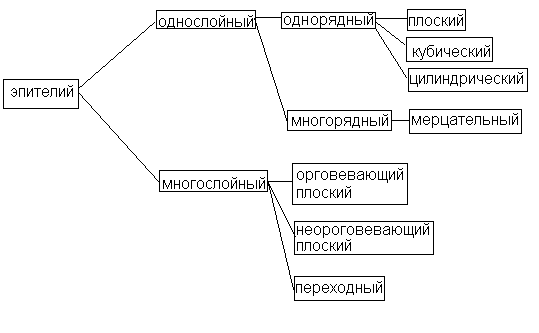 эпителий
однослойный
однорядный
плоский
кубический
цилиндрический
многорядный
мерцательный
многослойный
орговевающий
плоский
неороговевающий
плоский
переходный